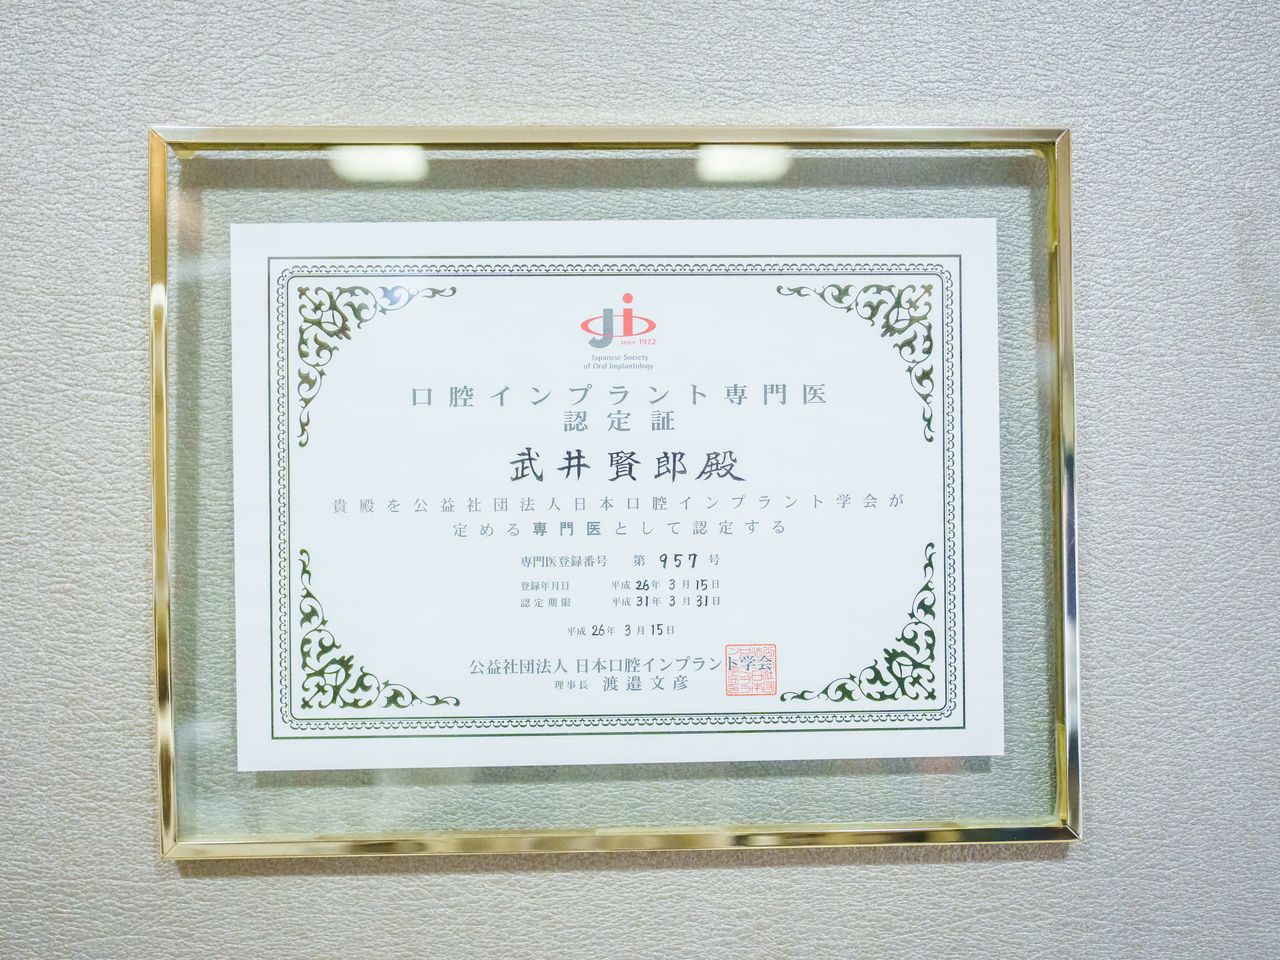 since 1972
Japanese Society
of Oral Implantology
口腔インプラント専門医
認定証
武井賢郎殿
貴殿を公益社団法人日本口腔インプラント学会が
定める専門医として認定する
専門医登録番号 第957号
登録年月日 平成26年3月15日
認定期限 平成31年3月31日
平成26年3月15日
公益社団法人 日本口腔インプラント学会
理事長 渡邉文彦